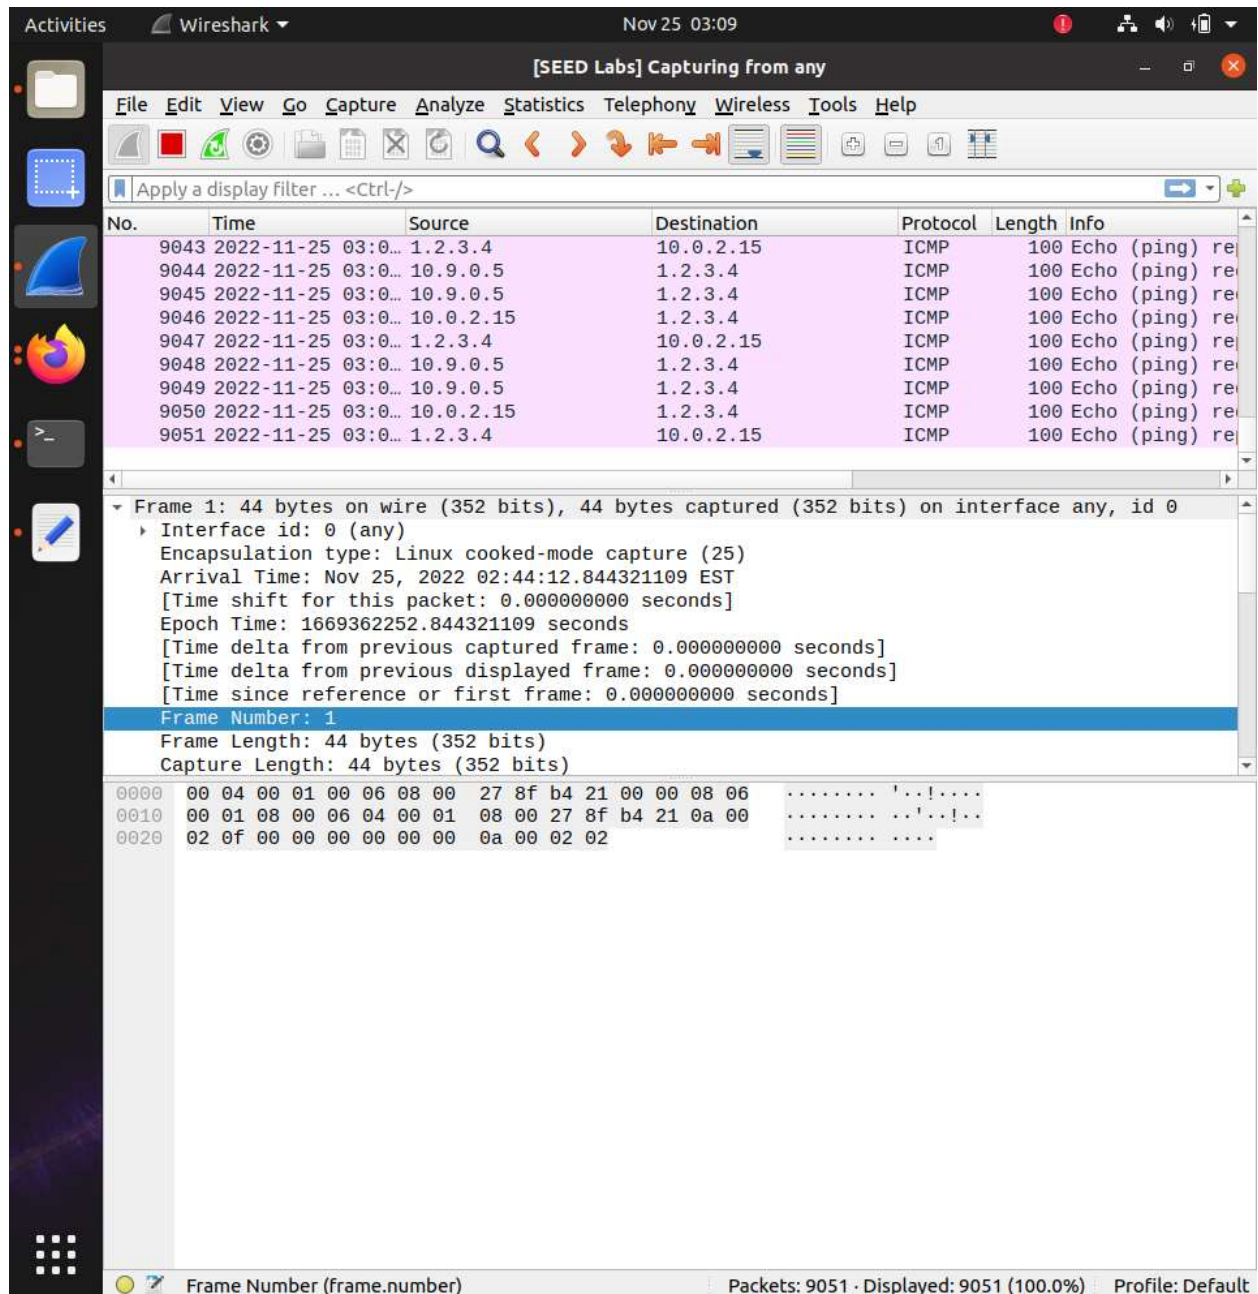 Activities Wireshark Nov 25 03:09
[SEED Labs] Capturing from any
File Edit View Go Capture Analyze Statistics Telephony Wireless Tools Help
Apply a display filter … <Ctrl-/>
No. Time Source Destination Protocol Length Info
9043 2022-11-25 03:0… 1.2.3.4 10.0.2.15 ICMP 100 Echo (ping) rep
9044 2022-11-25 03:0… 10.9.0.5 1.2.3.4 ICMP 100 Echo (ping) re
9045 2022-11-25 03:0… 10.9.0.5 1.2.3.4 ICMP 100 Echo (ping) re
9046 2022-11-25 03:0… 10.0.2.15 1.2.3.4 ICMP 100 Echo (ping) re
9047 2022-11-25 03:0… 1.2.3.4 10.0.2.15 ICMP 100 Echo (ping) rep
9048 2022-11-25 03:0… 10.9.0.5 1.2.3.4 ICMP 100 Echo (ping) re
9049 2022-11-25 03:0… 10.9.0.5 1.2.3.4 ICMP 100 Echo (ping) re
9050 2022-11-25 03:0… 10.0.2.15 1.2.3.4 ICMP 100 Echo (ping) re
9051 2022-11-25 03:0… 1.2.3.4 10.0.2.15 ICMP 100 Echo (ping) rep
Frame 1: 44 bytes on wire (352 bits), 44 bytes captured (352 bits) on interface any, id 0
Interface id: 0 (any)
Encapsulation type: Linux cooked-mode capture (25)
Arrival Time: Nov 25, 2022 02:44:12.844321109 EST
[Time shift for this packet: 0.000000000 seconds]
Epoch Time: 1669362252.844321109 seconds
[Time delta from previous captured frame: 0.000000000 seconds]
[Time delta from previous displayed frame: 0.000000000 seconds]
[Time since reference or first frame: 0.000000000 seconds]
Frame Number: 1
Frame Length: 44 bytes (352 bits)
Capture Length: 44 bytes (352 bits)
0000 00 04 00 01 00 06 08 00 27 8f b4 21 00 00 08 06 ········ '··!····
0010 00 01 08 00 06 04 00 01 08 00 27 8f b4 21 0a 00 ········ ··'··!··
0020 02 0f 00 00 00 00 00 00 0a 00 02 02 ········ ····
Frame Number (frame.number) Packets: 9051 · Displayed: 9051 (100.0%) Profile: Default